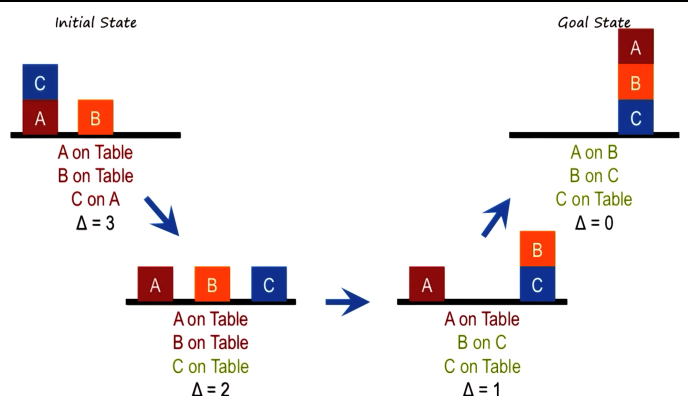 Initial State
C
A B
A on Table
B on Table
C on A
Δ = 3
A B C
A on Table
B on Table
C on Table
Δ = 2
B
A C
A on Table
B on C
C on Table
Δ = 1
Goal State
A
B
C
A on B
B on C
C on Table
Δ = 0